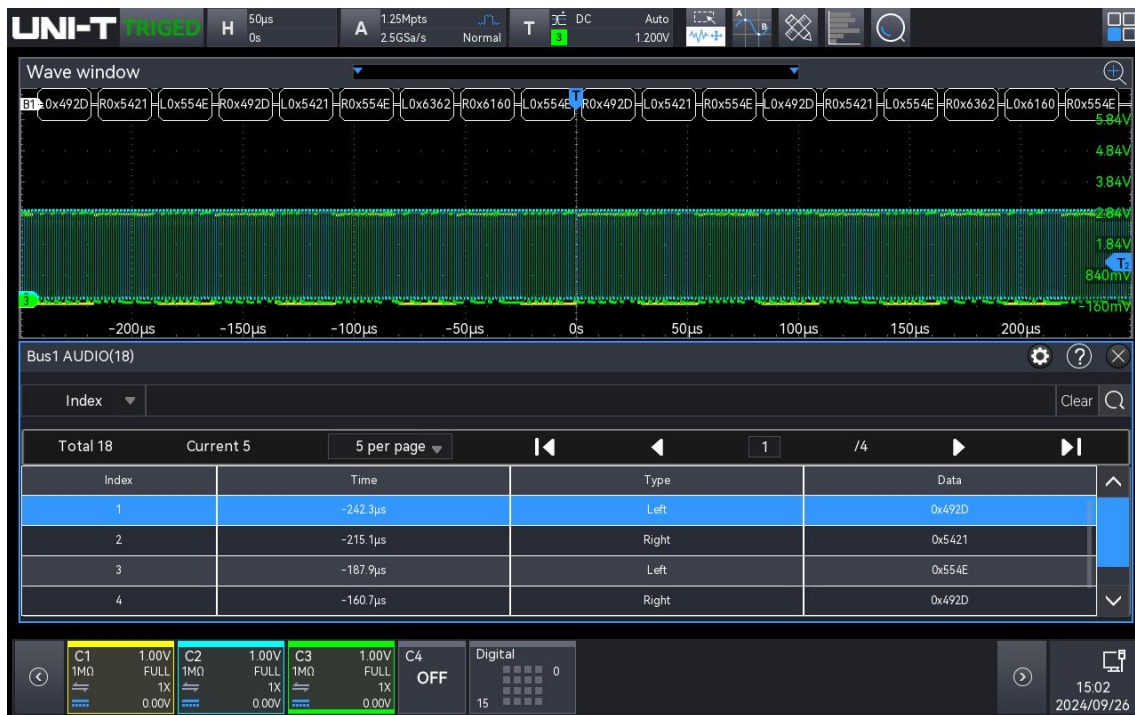 UNI-T TRIGED H 50μs 0s A 1.25Mpts 2.5GSa/s Normal T DC 3 Auto 1.200V A B
Wave window
B1 0x492D R0x5421 L0x554E R0x492D L0x5421 R0x554E L0x6362 R0x6160 L0x554E T R0x492D L0x5421 R0x554E L0x492D R0x5421 L0x554E R0x6362 L0x6160 R0x554E
5.84V
4.84V
3.84V
2.84V
1.84V
T2
840mV
3
-160mV
-200μs -150μs -100μs -50μs 0s 50μs 100μs 150μs 200μs
Bus1 AUDIO(18) ?
Index Clear
Total 18 Current 5 5 per page 1 /4
Index Time Type Data
1 -242.3μs Left 0x492D
2 -215.1μs Right 0x5421
3 -187.9μs Left 0x554E
4 -160.7μs Right 0x492D
C1 1.00V C2 1.00V C3 1.00V C4 Digital
1MΩ FULL 1MΩ FULL 1MΩ FULL OFF 0
1X 1X 1X
0.00V 0.00V 0.00V 15
15:02
2024/09/26